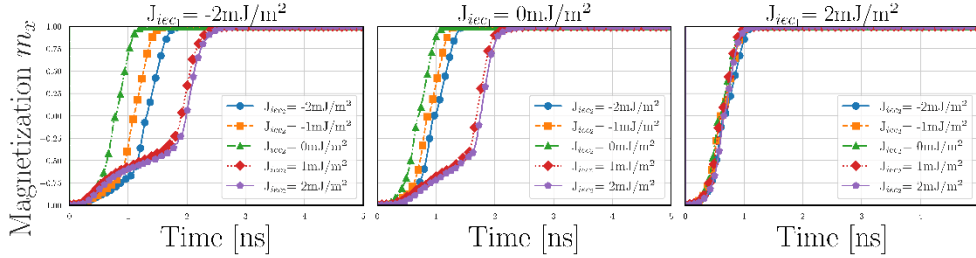 J_iec₁ = -2mJ/m² J_iec₁ = 0mJ/m² J_iec₁ = 2mJ/m²
Magnetization m_x
1.00
0.75
0.50
0.25
0.00
−0.25
−0.50
−0.75
−1.00
J_iec₂= -2mJ/m²
J_iec₂= -1mJ/m²
J_iec₂= 0mJ/m²
J_iec₂= 1mJ/m²
J_iec₂= 2mJ/m²
J_iec₂= -2mJ/m²
J_iec₂= -1mJ/m²
J_iec₂= 0mJ/m²
J_iec₂= 1mJ/m²
J_iec₂= 2mJ/m²
J_iec₂= -2mJ/m²
J_iec₂= -1mJ/m²
J_iec₂= 0mJ/m²
J_iec₂= 1mJ/m²
J_iec₂= 2mJ/m²
0 1 2 3 4 5 0 1 2 3 4 5 0 1 2 3 4
Time [ns] Time [ns] Time [ns]